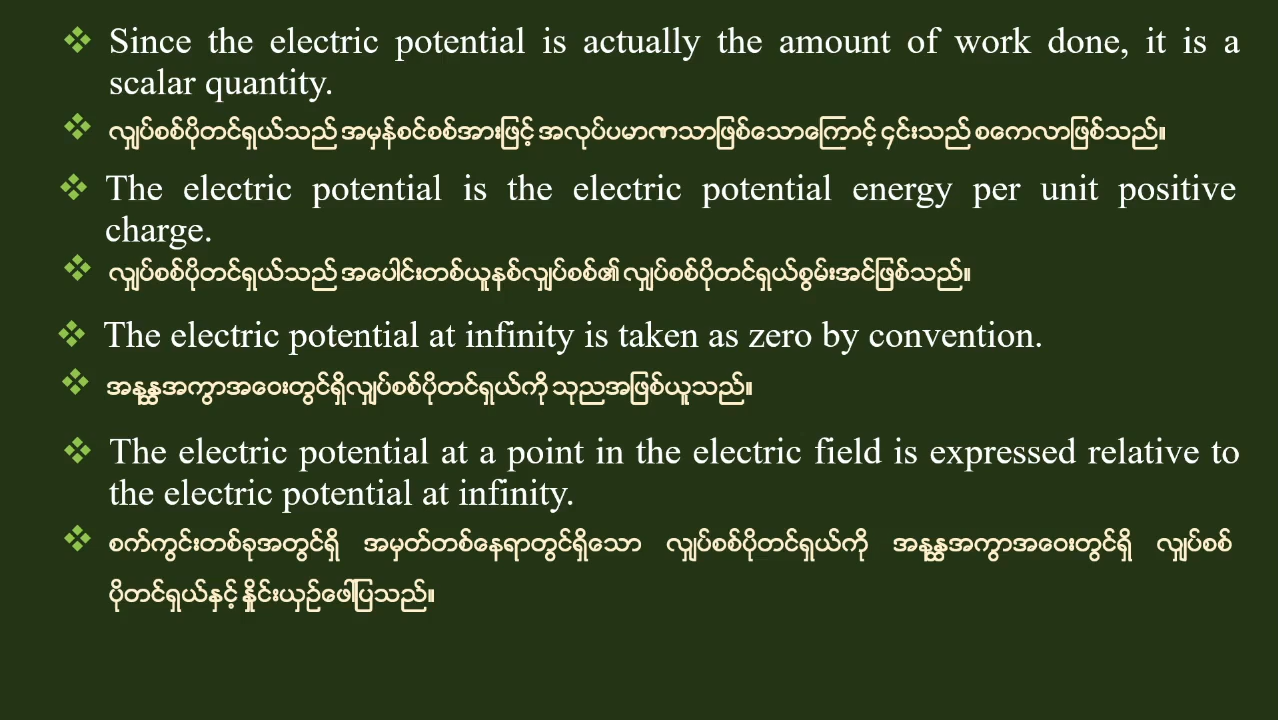 ❖ Since the electric potential is actually the amount of work done, it is a
scalar quantity.
❖ လျှပ်စစ်ပိုတင်ရှယ်သည် အမှန်စင်စစ်အားဖြင့် အလုပ်ပမာဏသာဖြစ်သောကြောင့် ၄င်းသည် စကေလာဖြစ်သည်။
❖ The electric potential is the electric potential energy per unit positive
charge.
❖ လျှပ်စစ်ပိုတင်ရှယ်သည် အပေါင်းတစ်ယူနစ်လျှပ်စစ်၏ လျှပ်စစ်ပိုတင်ရှယ်စွမ်းအင်ဖြစ်သည်။
❖ The electric potential at infinity is taken as zero by convention.
❖ အနန္တအကွာအဝေးတွင်ရှိလျှပ်စစ်ပိုတင်ရှယ်ကို သုညအဖြစ်ယူသည်။
❖ The electric potential at a point in the electric field is expressed relative to
the electric potential at infinity.
❖ စက်ကွင်းတစ်ခုအတွင်ရှိ အမှတ်တစ်နေရာတွင်ရှိသော လျှပ်စစ်ပိုတင်ရှယ်ကို အနန္တအကွာအဝေးတွင်ရှိ လျှပ်စစ်
ပိုတင်ရှယ်နှင့် နှိုင်းယှဉ်ဖေါ်ပြသည်။